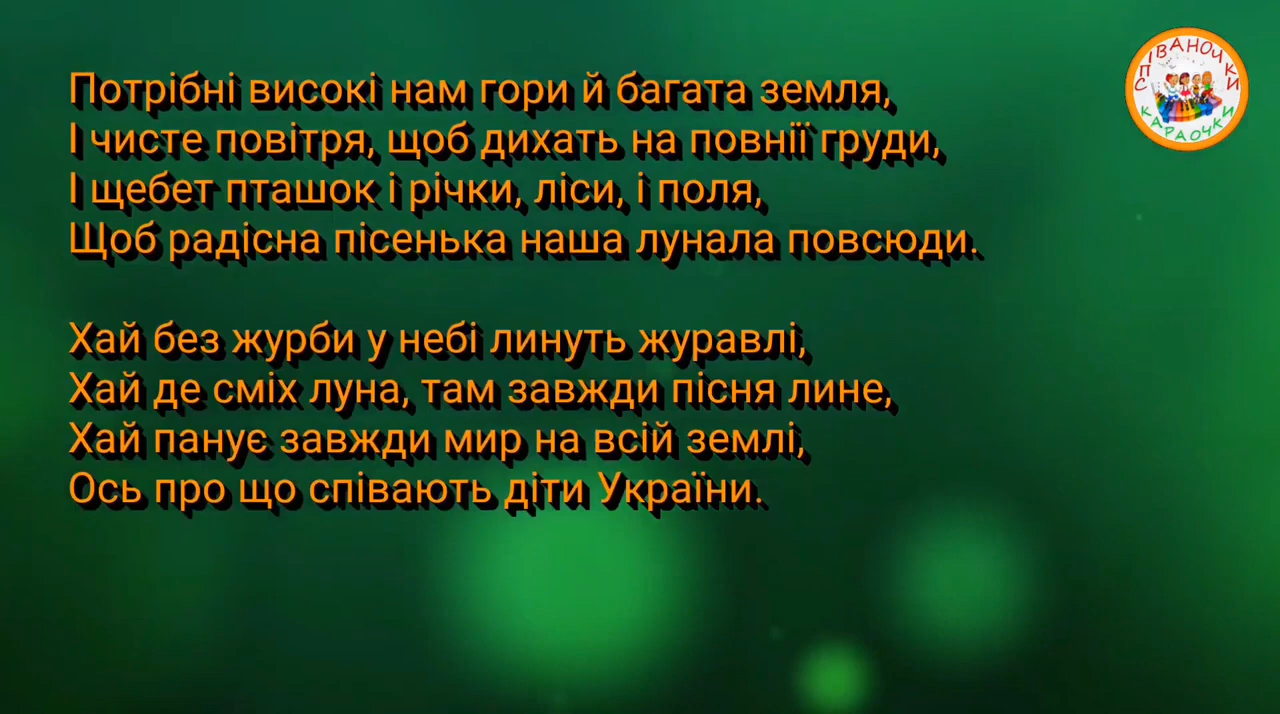 Потрібні високі нам гори й багата земля,
І чисте повітря, щоб дихать на повнії груди,
І щебет пташок і річки, ліси, і поля,
Щоб радісна пісенька наша лунала повсюди.
Хай без журби у небі линуть журавлі,
Хай де сміх луна, там завжди пісня лине,
Хай панує завжди мир на всій землі,
Ось про що співають діти України.
СПІВАНОЧКИ
КАРАОЧКИ